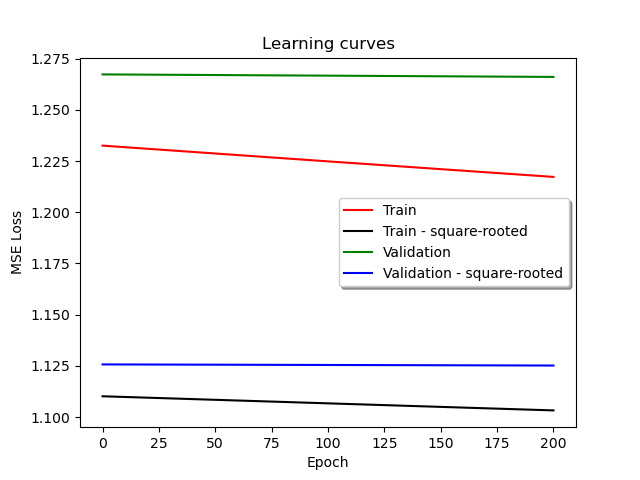 Learning curves
1.275
1.250
1.225
1.200
1.175
1.150
1.125
1.100
MSE Loss
Train
Train - square-rooted
Validation
Validation - square-rooted
0 25 50 75 100 125 150 175 200
Epoch